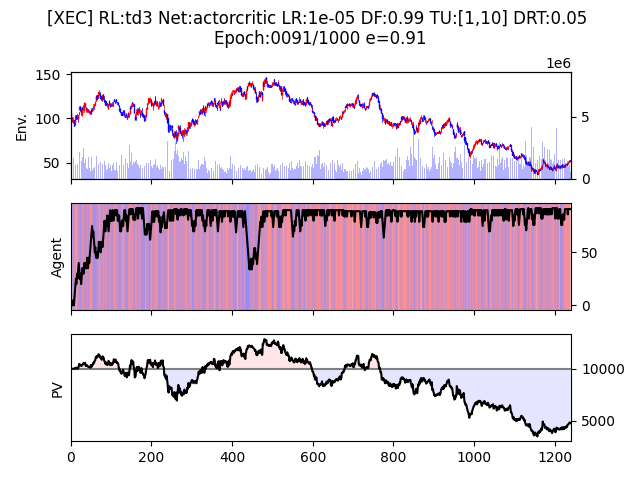 [XEC] RL:td3 Net:actorcritic LR:1e-05 DF:0.99 TU:[1,10] DRT:0.05
Epoch:0091/1000 e=0.91
1e6
150
100
50
Env.
5
0
Agent
50
0
PV
10000
5000
0 200 400 600 800 1000 1200